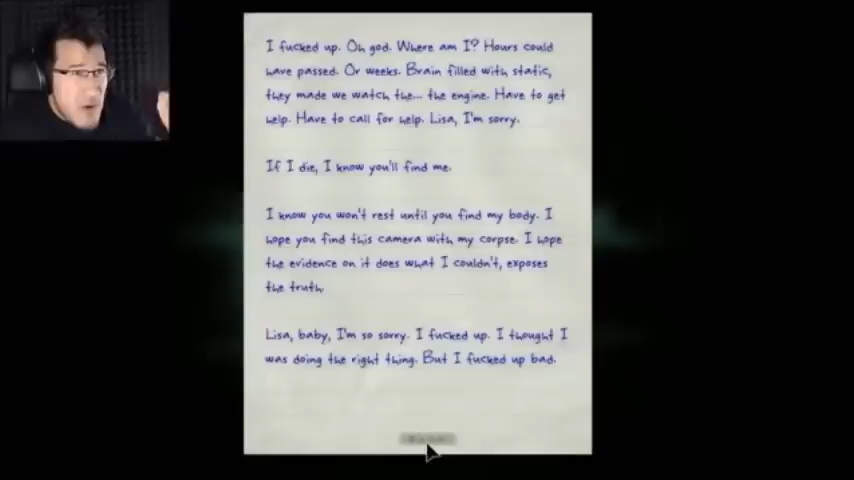 I fucked up. Oh god. Where am I? Hours could
have passed. Or weeks. Brain filled with static,
they made we watch the... the engine. Have to get
help. Have to call for help. Lisa, I'm sorry.
If I die, I know you'll find me.
I know you won't rest until you find my body. I
hope you find this camera with my corpse. I hope
the evidence on it does what I couldn't, exposes
the truth.
Lisa, baby, I'm so sorry. I fucked up. I thought I
was doing the right thing. But I fucked up bad.